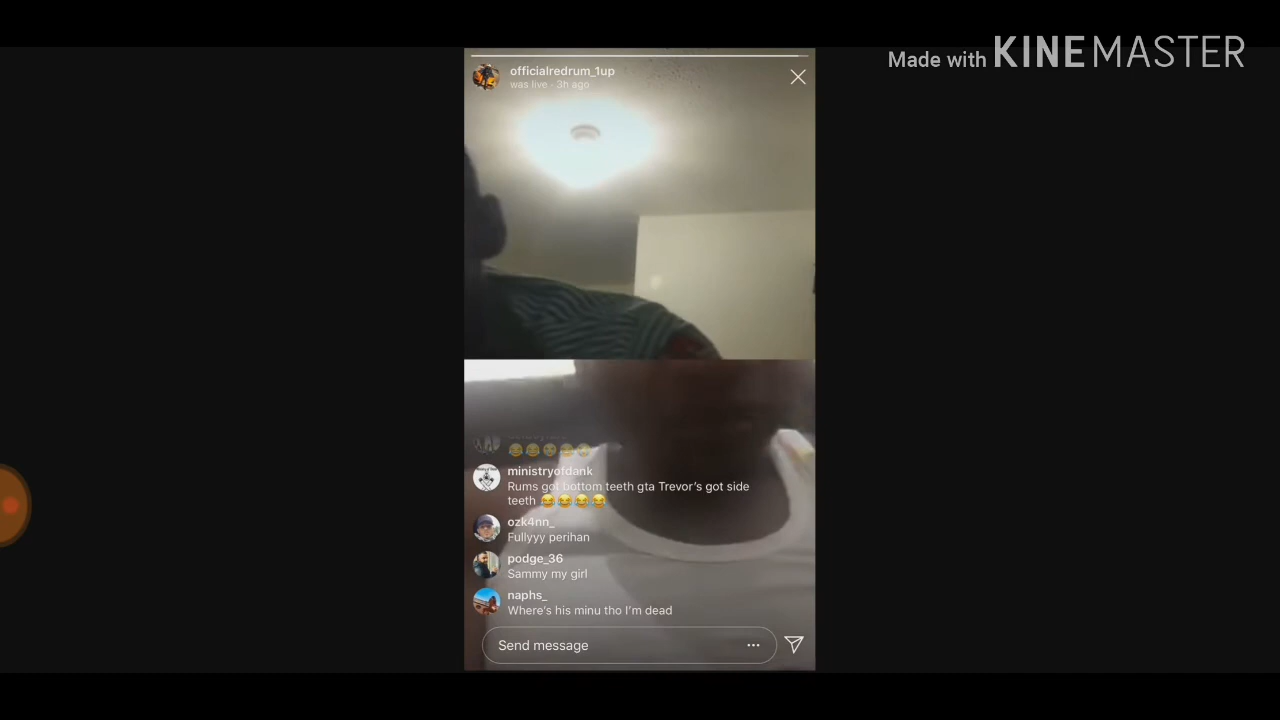 Made with KINEMASTER
officialredrum_1up
was live · 3h ago
😂😂😂😂😂
ministryofdank
Rums got bottom teeth gta Trevor’s got side
teeth 😂😂😂😂
ozk4nn_
Fullyyy perihan
podge_36
Sammy my girl
naphs_
Where’s his minu tho I’m dead
Send message